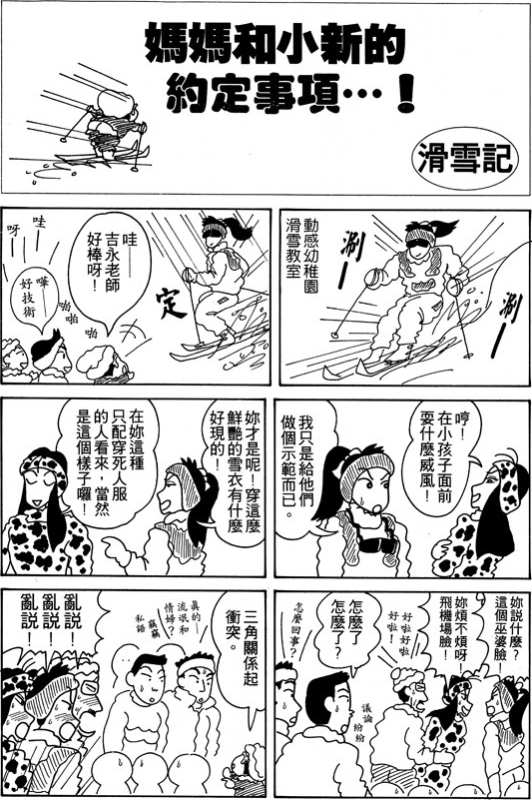 媽媽和小新的
約定事項…！
滑雪記
動感幼稚園
滑雪教室
涮
涮
哇
吉永老師
好棒呀！
定
哇
呀
嘩
好技術
啪
啪
啪
哼！
在小孩子面前
耍什麼威風！
我只是給他們
做個示範而已。
妳才是呢！穿這麼
鮮艷的雪衣有什麼
好現的！
在妳這種
只配穿死人服
的人看來，當然
是這個樣子囉！
妳說什麼？
這個巫婆臉！
妳煩不煩呀！
飛機場臉！
好啦好啦
好啦！
怎麼了？
怎麼了？
怎麼回事？
議論
紛紛
三角關係起
衝突。
真的
流氓和
情婦？
竊竊
私語
亂說！
亂說！
亂說！